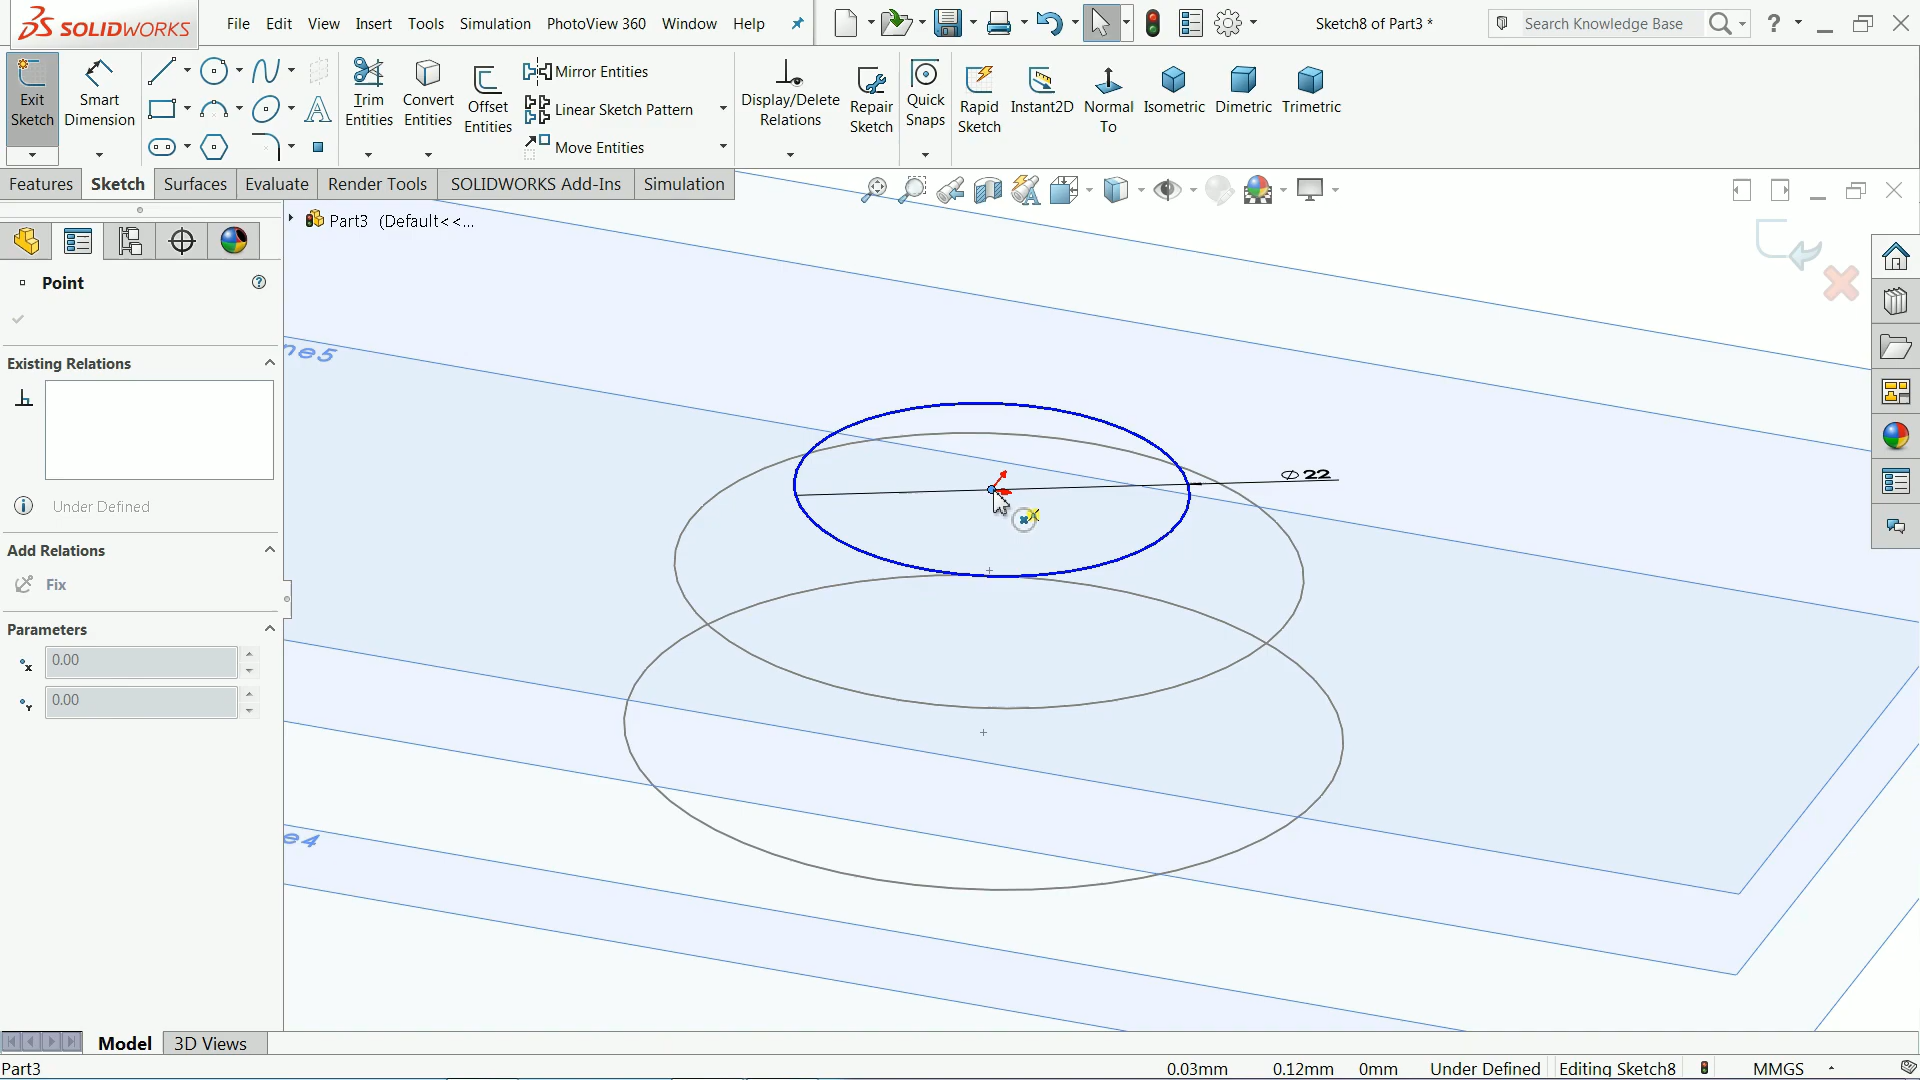 SOLIDWORKS
File Edit View Insert Tools Simulation PhotoView 360 Window Help
Sketch8 of Part3 *
Search Knowledge Base
Exit Sketch
Smart Dimension
Trim Entities
Convert Entities
Offset Entities
Mirror Entities
Linear Sketch Pattern
Move Entities
Display/Delete Relations
Repair Sketch
Quick Snaps
Rapid Sketch
Instant2D
Normal To
Isometric
Dimetric
Trimetric
Features Sketch Surfaces Evaluate Render Tools SOLIDWORKS Add-Ins Simulation
Part3 (Default<<...
Point
Existing Relations
Under Defined
Add Relations
Fix
Parameters
0.00
0.00
ne5
e4
∅22
Model 3D Views
Part3
0.03mm 0.12mm 0mm Under Defined Editing Sketch8 MMGS